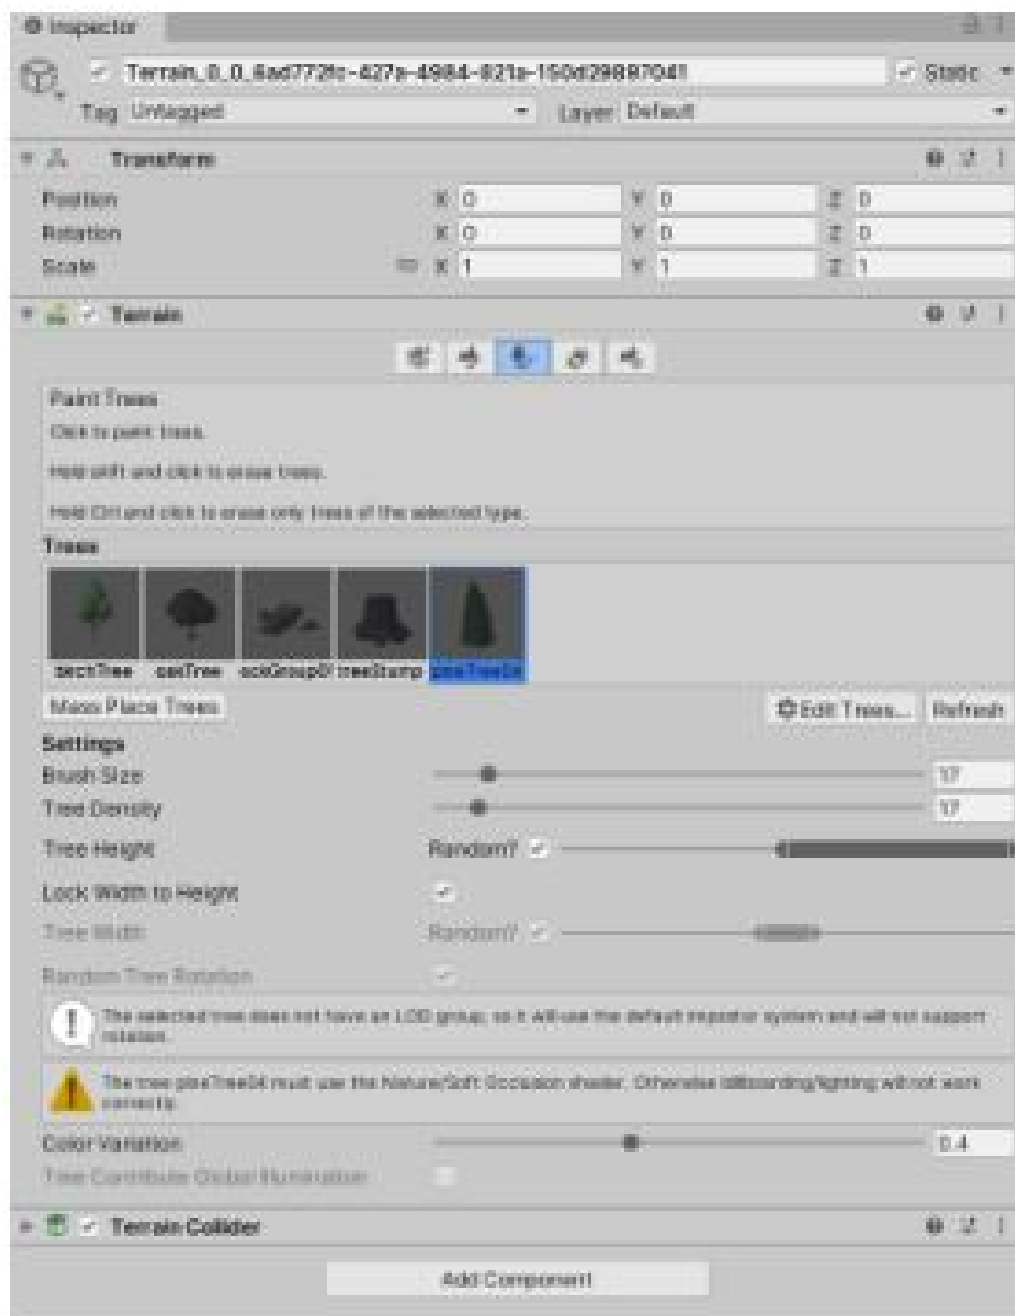 Inspector
Terrain_0_0_6ad772fc-427a-4984-821a-150d29897041 Static
Tag Untagged Layer Default
Transform
Position X 0 Y 0 Z 0
Rotation X 0 Y 0 Z 0
Scale X 1 Y 1 Z 1
Terrain
Paint Trees
Click to paint trees.
Hold shift and click to erase trees.
Hold Ctrl and click to erase only trees of the selected type.
Trees
treeStump pineTree04
Mass Place Trees Edit Trees... Refresh
Settings
Brush Size 17
Tree Density 17
Tree Height Random?
Lock Width to Height
Tree Width Random?
Random Tree Rotation
The selected tree does not have an LOD group, so it will use the default impostor system and will not support
rotation.
The tree pineTree04 must use the Nature/Soft Occlusion shader. Otherwise billboarding/lighting will not work
correctly.
Color Variation 0.4
Tree Contribute Global Illumination
Terrain Collider
Add Component